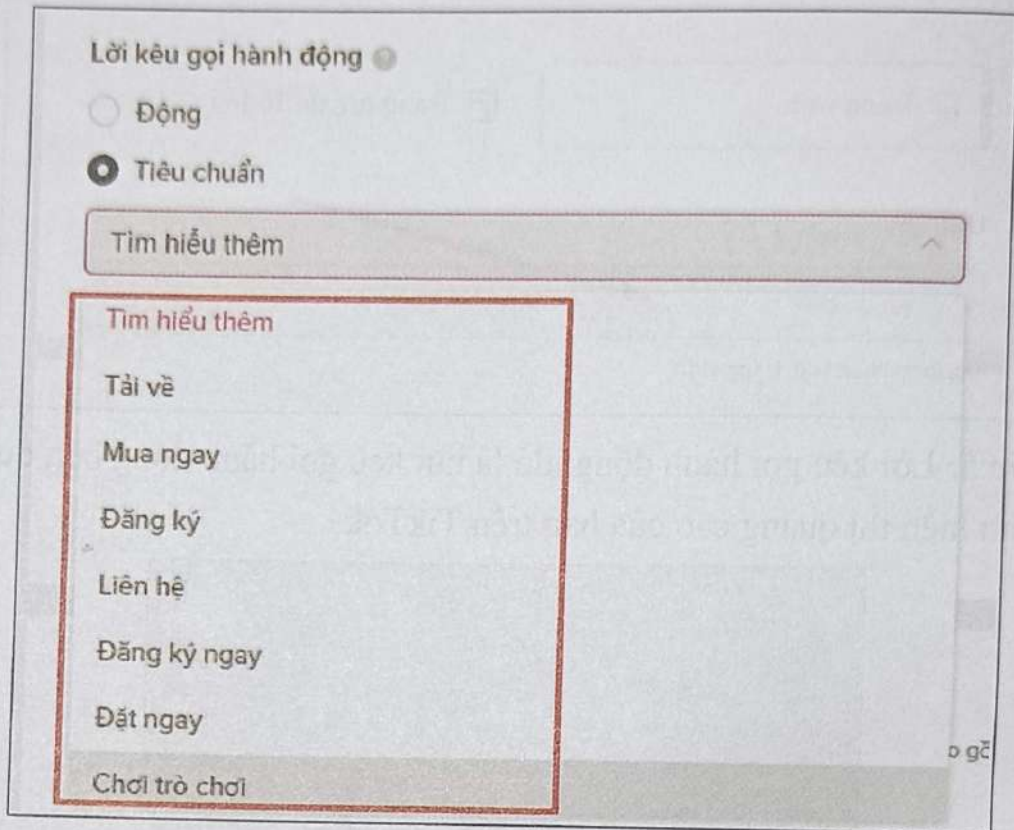 Lời kêu gọi hành động
Động
Tiêu chuẩn
Tìm hiểu thêm
Tìm hiểu thêm
Tải về
Mua ngay
Đăng ký
Liên hệ
Đăng ký ngay
Đặt ngay
Chơi trò chơi